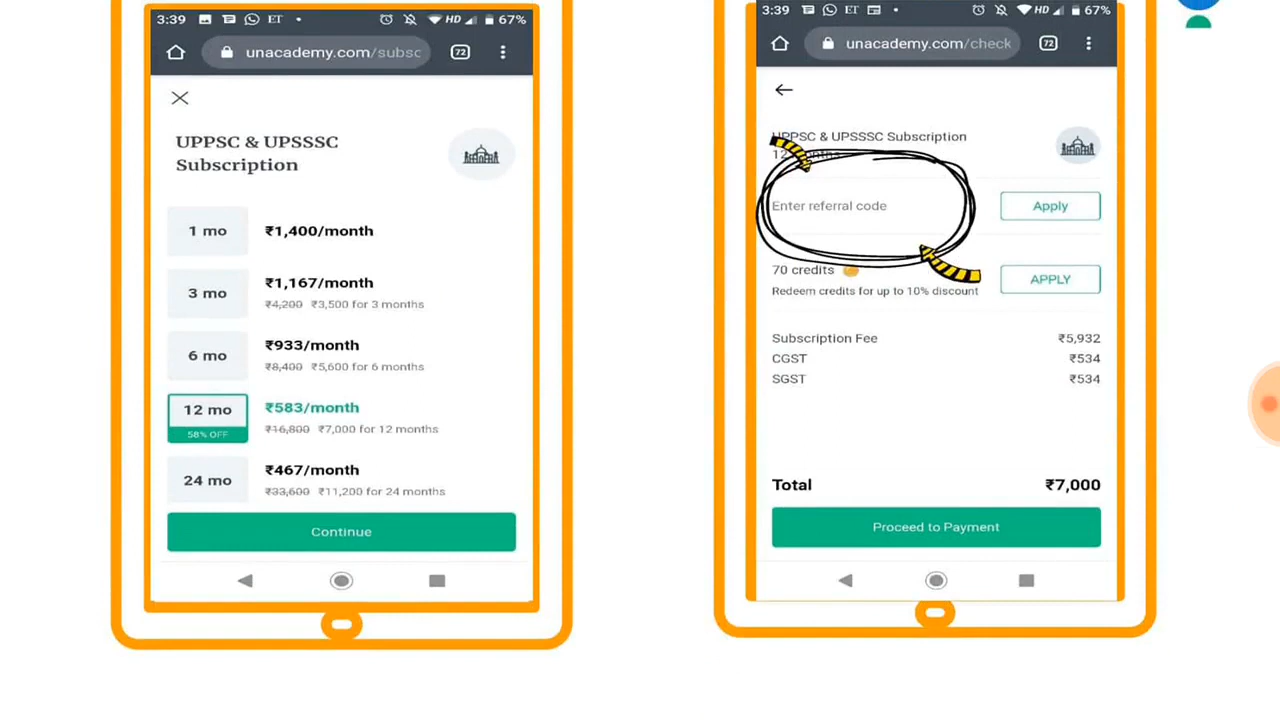 3:39 ET HD 67%
unacademy.com/subsc 72
UPPSC & UPSSSC
Subscription
1 mo ₹1,400/month
3 mo ₹1,167/month
₹4,200 ₹3,500 for 3 months
6 mo ₹933/month
₹8,400 ₹5,600 for 6 months
12 mo ₹583/month
58% OFF ₹16,800 ₹7,000 for 12 months
24 mo ₹467/month
₹33,600 ₹11,200 for 24 months
Continue
3:39 ET HD 67%
unacademy.com/check 72
UPPSC & UPSSSC Subscription
12 months
Enter referral code Apply
70 credits APPLY
Redeem credits for up to 10% discount
Subscription Fee ₹5,932
CGST ₹534
SGST ₹534
Total ₹7,000
Proceed to Payment